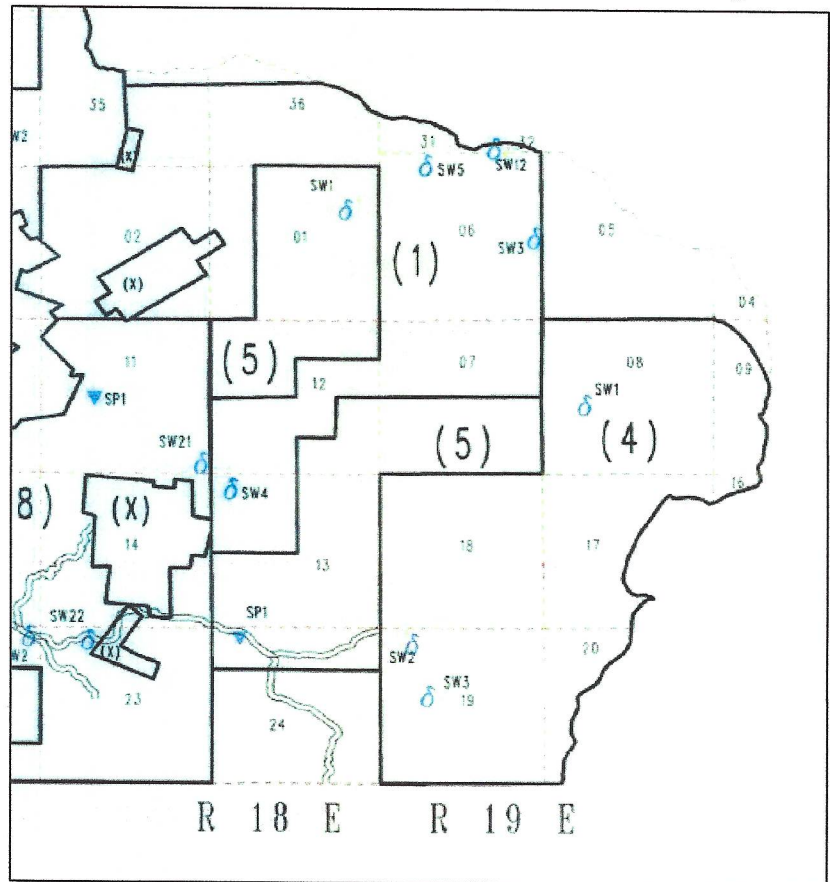 35
36
31
32
W2
(X)
SW5
SW12
SW1
02
01
06
05
SW3
(X)
(1)
04
11
(5)
12
07
08
09
SP1
SW1
SW21
(5)
(4)
SW4
16
8)
(X)
14
13
18
17
SW22
SP1
W2
(X)
SW2
20
SW3
19
23
24
R 18 E
R 19 E